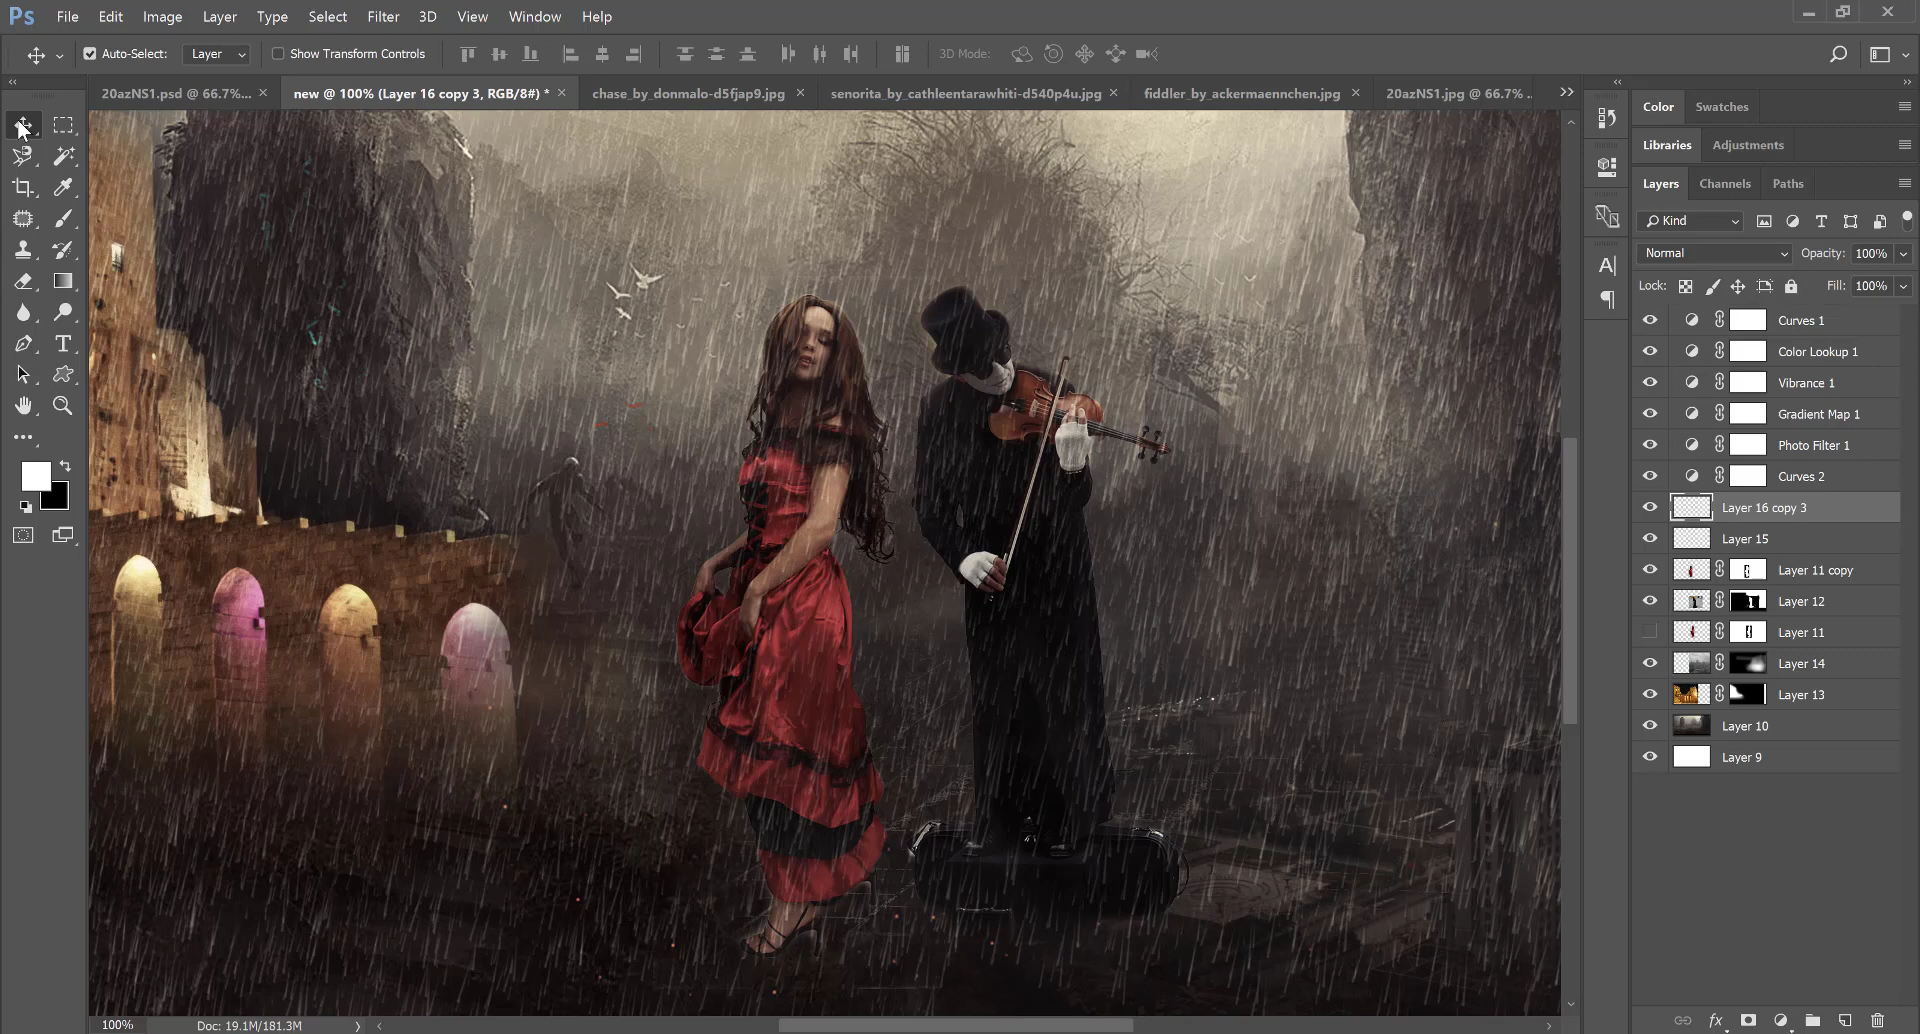 Ps File Edit Image Layer Type Select Filter 3D View Window Help
Auto-Select: Layer Show Transform Controls 3D Mode:
20azNS1.psd @ 66.7%... × new @ 100% (Layer 16 copy 3, RGB/8#) * × chase_by_donmalo-d5fjap9.jpg × senorita_by_cathleentarawhiti-d540p4u.jpg × fiddler_by_ackermaennchen.jpg × 20azNS1.jpg @ 66.7% .. >>
Color Swatches
Libraries Adjustments
Layers Channels Paths
Kind
Normal Opacity: 100%
Lock: Fill: 100%
Curves 1
Color Lookup 1
Vibrance 1
Gradient Map 1
Photo Filter 1
Curves 2
Layer 16 copy 3
Layer 15
Layer 11 copy
Layer 12
Layer 11
Layer 14
Layer 13
Layer 10
Layer 9
100% Doc: 19.1M/181.3M
fx